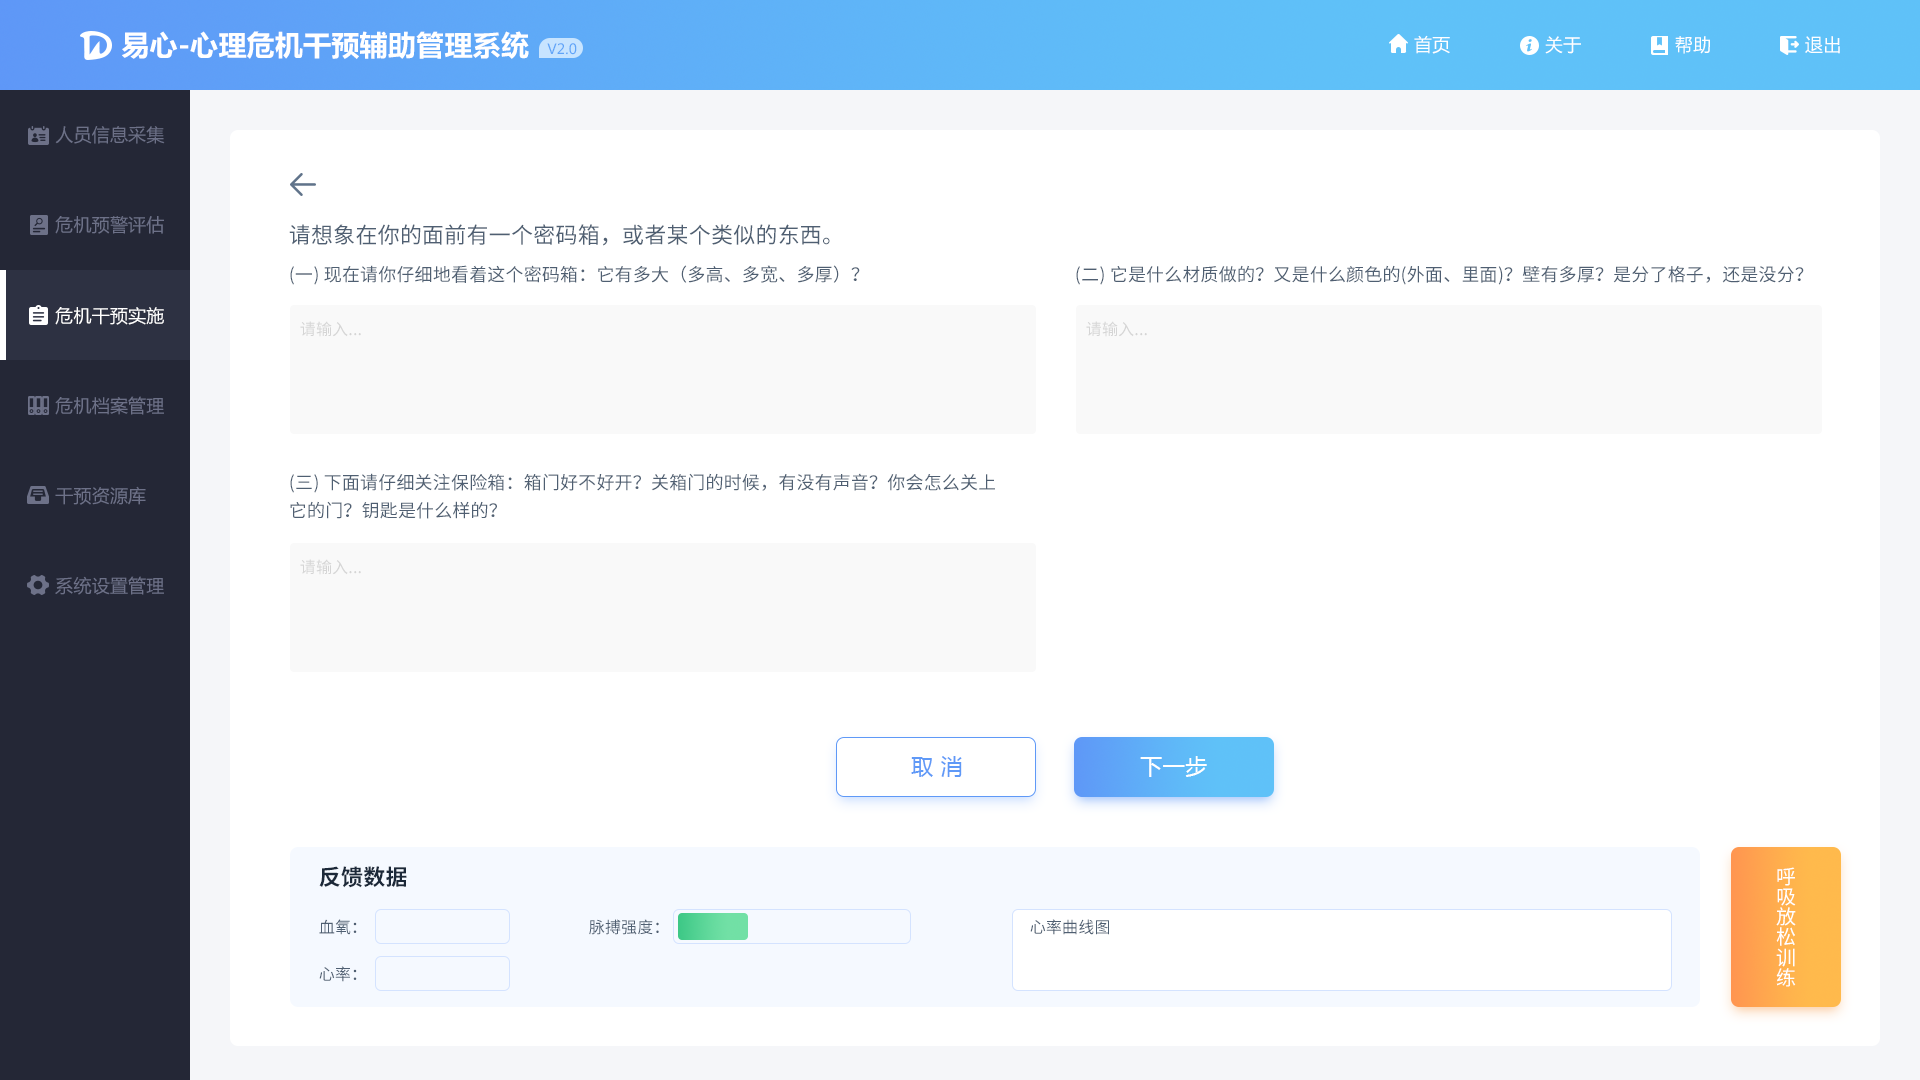 易心-心理危机干预辅助管理系统 V2.0
首页
关于
帮助
退出
人员信息采集
危机预警评估
危机干预实施
危机档案管理
干预资源库
系统设置管理
请想象在你的面前有一个密码箱，或者某个类似的东西。
(一) 现在请你仔细地看着这个密码箱：它有多大（多高、多宽、多厚）？
请输入...
(二) 它是什么材质做的？又是什么颜色的(外面、里面)？壁有多厚？是分了格子，还是没分？
请输入...
(三) 下面请仔细关注保险箱：箱门好不好开？关箱门的时候，有没有声音？你会怎么关上
它的门？钥匙是什么样的？
请输入...
取 消
下一步
反馈数据
血氧：
脉搏强度：
心率曲线图
心率：
呼吸放松训练